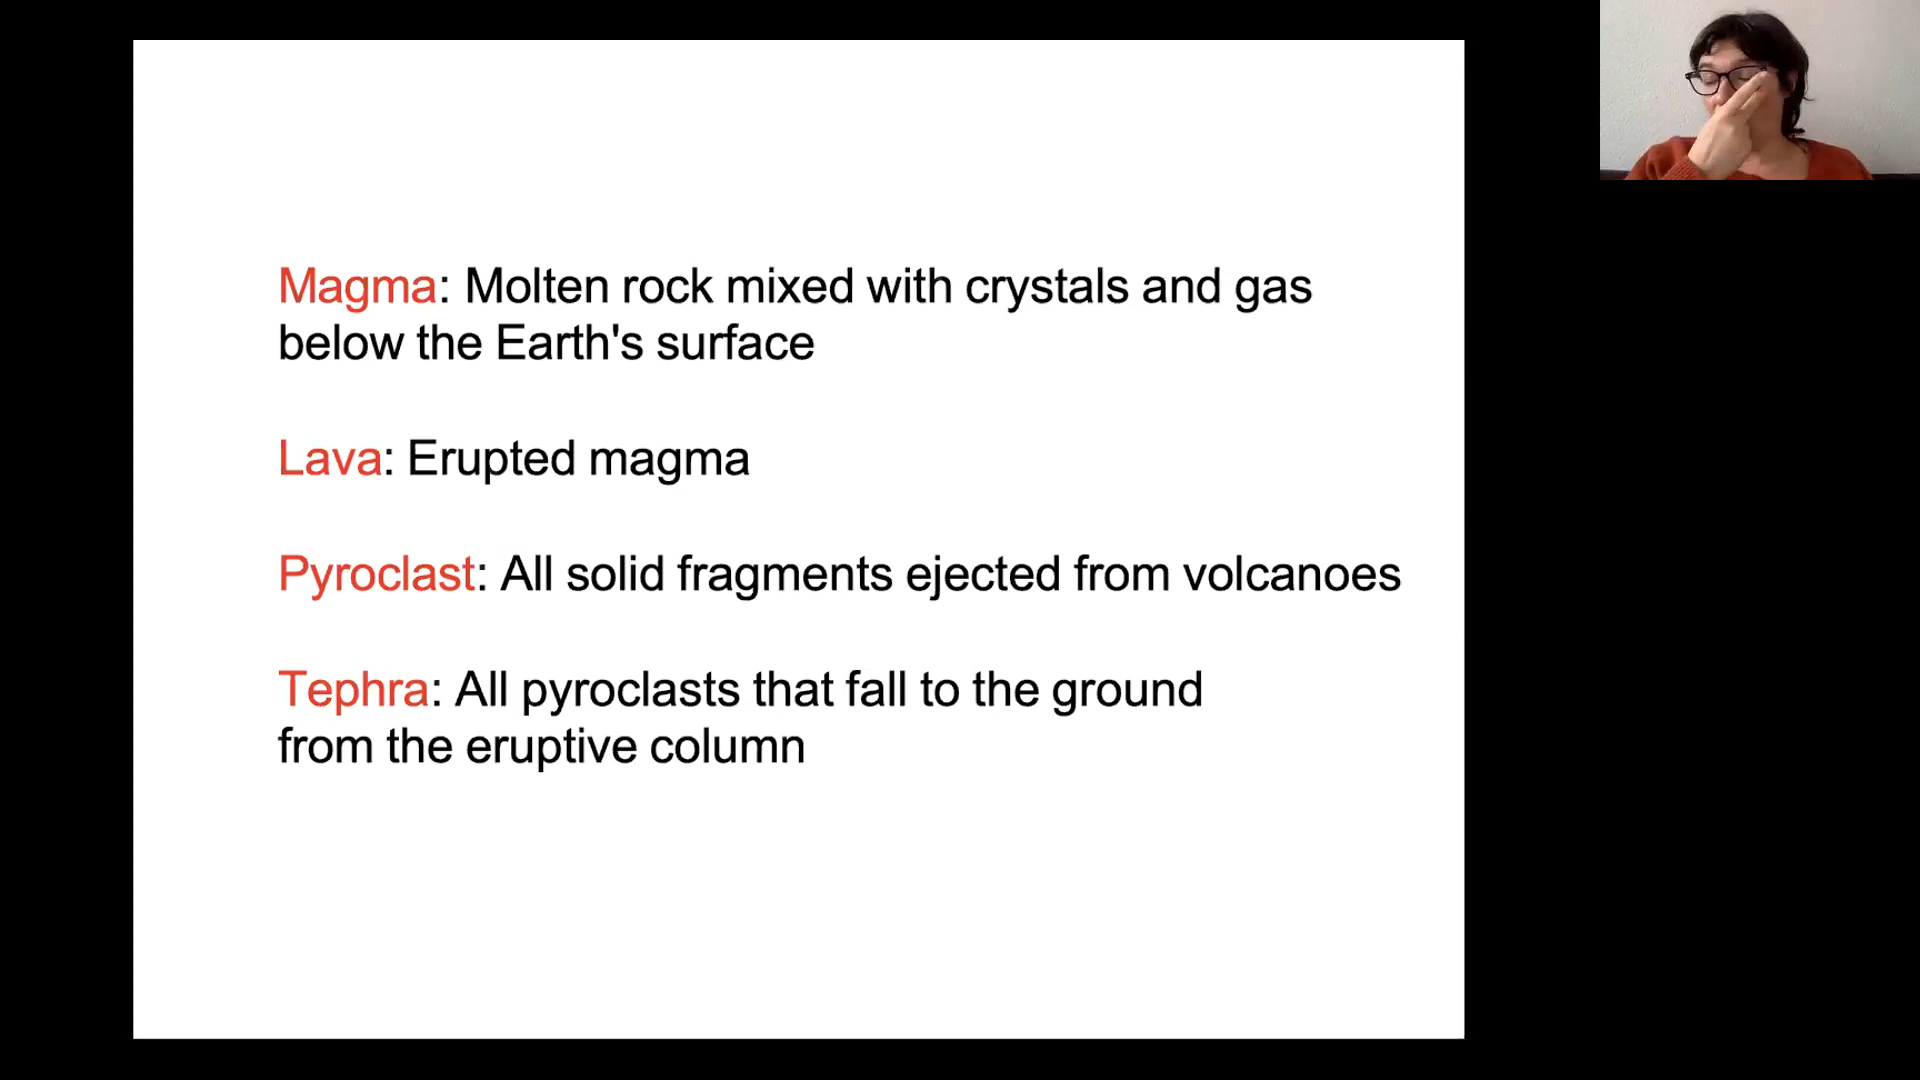 Magma: Molten rock mixed with crystals and gas
below the Earth's surface
Lava: Erupted magma
Pyroclast: All solid fragments ejected from volcanoes
Tephra: All pyroclasts that fall to the ground
from the eruptive column